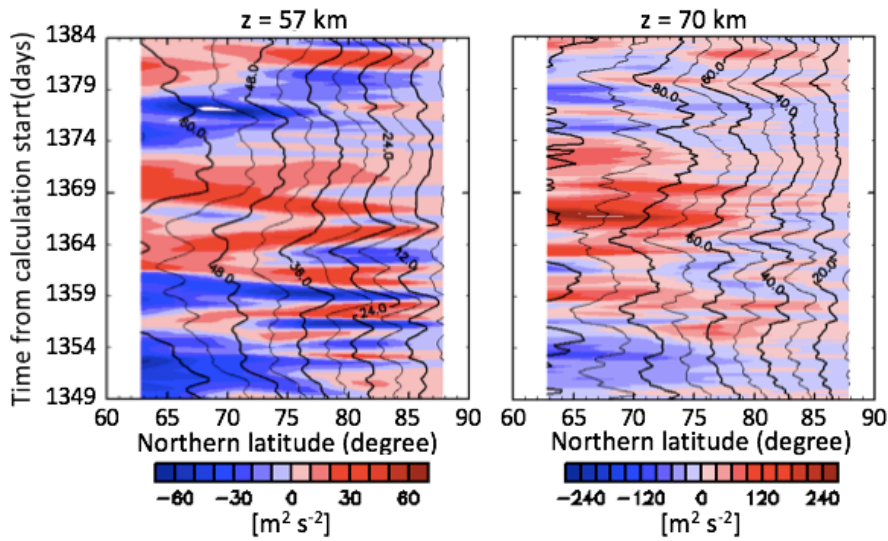 z = 57 km
z = 70 km
Time from calculation start(days)
1384
1379
1374
1369
1364
1359
1354
1349
48.0
60.0
24.0
12.0
36.0
48.0
24.0
60.0
80.0
40.0
60.0
40.0
20.0
60 65 70 75 80 85 90
60 65 70 75 80 85 90
Northern latitude (degree)
Northern latitude (degree)
−60 −30 0 30 60
−240 −120 0 120 240
[m² s⁻²]
[m² s⁻²]